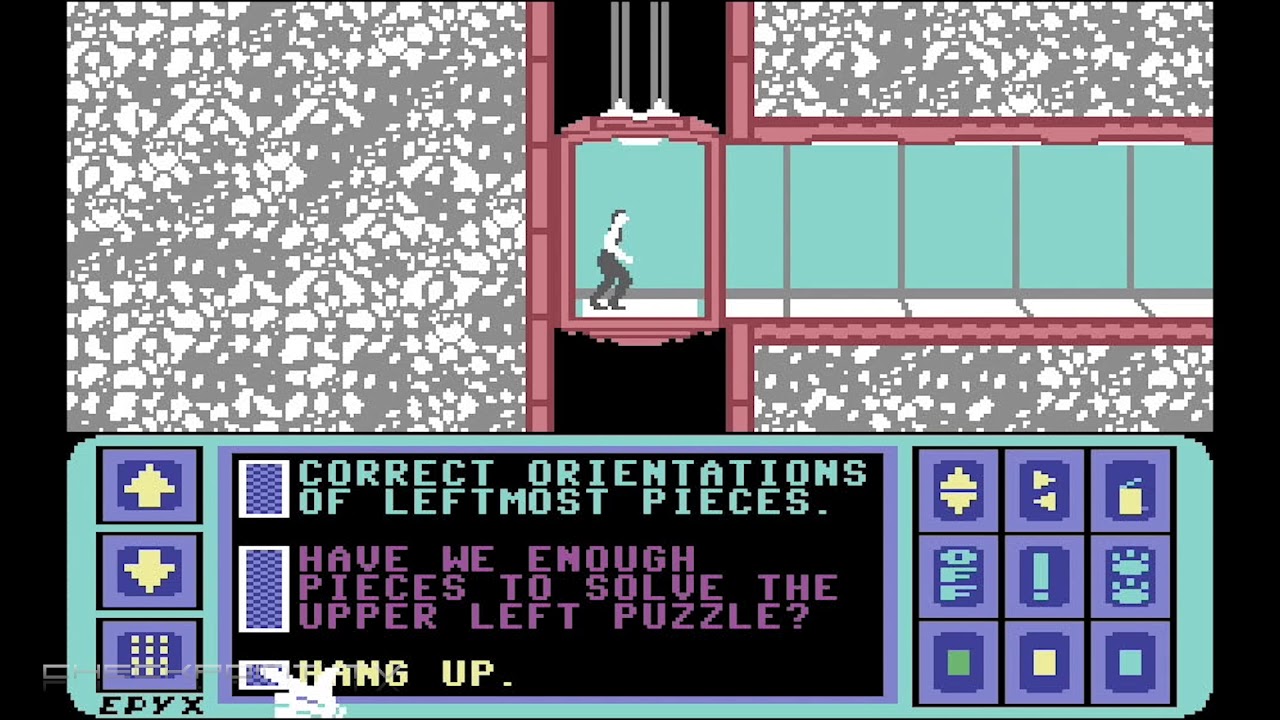 CORRECT ORIENTATIONS
OF LEFTMOST PIECES.
HAVE WE ENOUGH
PIECES TO SOLVE THE
UPPER LEFT PUZZLE?
HANG UP.
EPYX